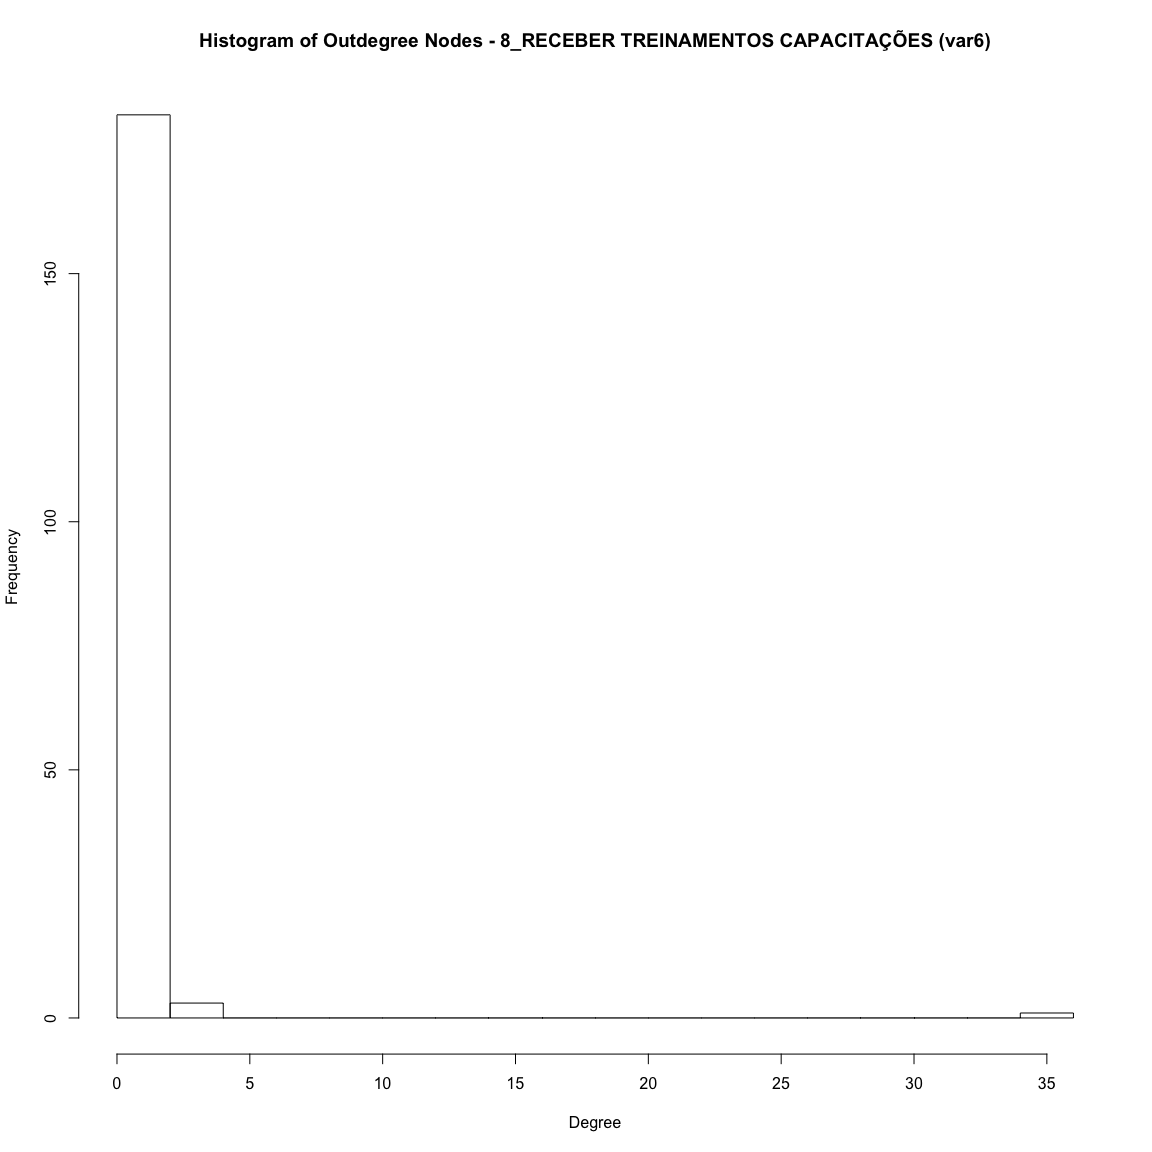 Histogram of Outdegree Nodes - 8_RECEBER TREINAMENTOS CAPACITAÇÕES (var6)
Frequency
150
100
50
0
0 5 10 15 20 25 30 35
Degree